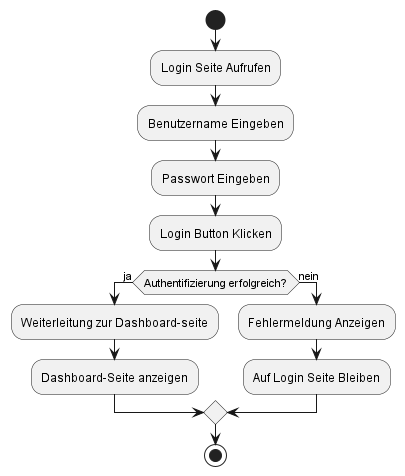 Login Seite Aufrufen
Benutzername Eingeben
Passwort Eingeben
Login Button Klicken
ja
Authentifizierung erfolgreich?
nein
Weiterleitung zur Dashboard-seite
Fehlermeldung Anzeigen
Dashboard-Seite anzeigen
Auf Login Seite Bleiben